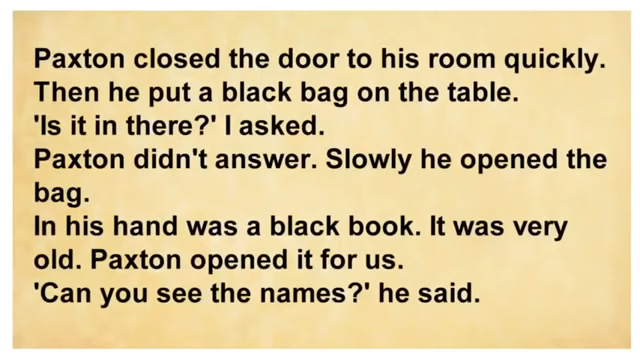 Paxton closed the door to his room quickly.
Then he put a black bag on the table.
'Is it in there?' I asked.
Paxton didn't answer. Slowly he opened the
bag.
In his hand was a black book. It was very
old. Paxton opened it for us.
'Can you see the names?' he said.